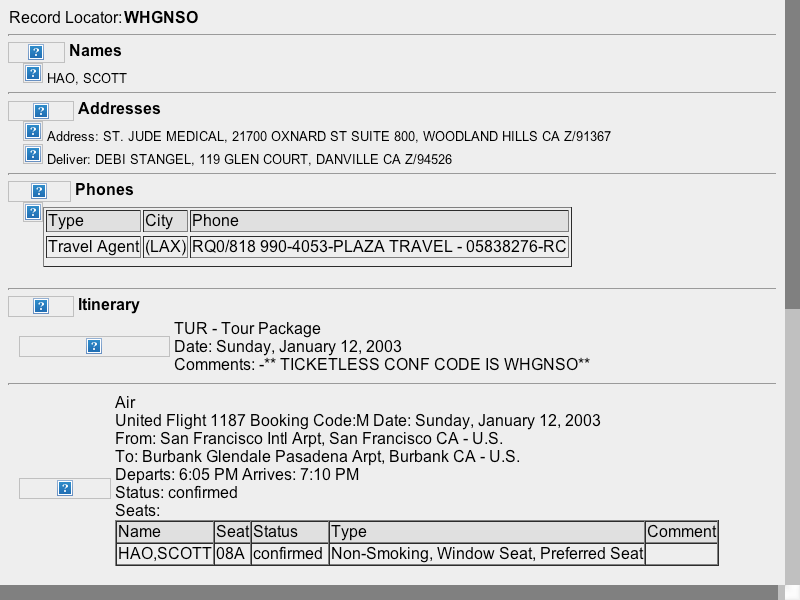 Record Locator:WHGNSO
Names
HAO, SCOTT
Addresses
Address: ST. JUDE MEDICAL, 21700 OXNARD ST SUITE 800, WOODLAND HILLS CA Z/91367
Deliver: DEBI STANGEL, 119 GLEN COURT, DANVILLE CA Z/94526
Phones
Type City Phone
Travel Agent (LAX) RQ0/818 990-4053-PLAZA TRAVEL - 05838276-RC
Itinerary
TUR - Tour Package
Date: Sunday, January 12, 2003
Comments: -** TICKETLESS CONF CODE IS WHGNSO**
Air
United Flight 1187 Booking Code:M Date: Sunday, January 12, 2003
From: San Francisco Intl Arpt, San Francisco CA - U.S.
To: Burbank Glendale Pasadena Arpt, Burbank CA - U.S.
Departs: 6:05 PM Arrives: 7:10 PM
Status: confirmed
Seats:
Name Seat Status Type Comment
HAO,SCOTT 08A confirmed Non-Smoking, Window Seat, Preferred Seat